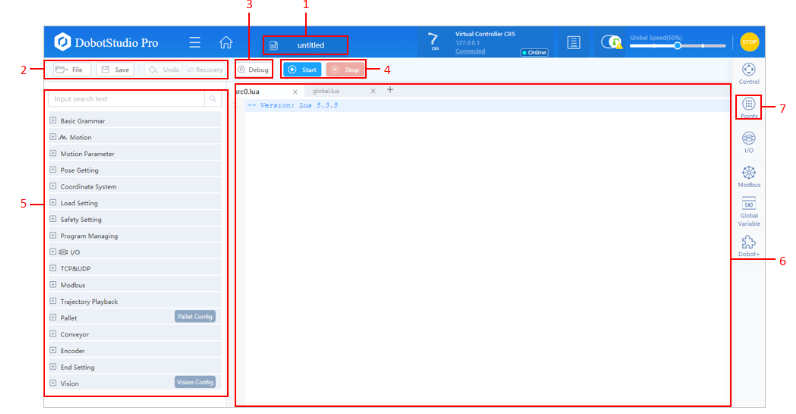 3
1
DobotStudio Pro
untitled
7
CR5
Virtual Controller CR5
127.0.0.1
Connected
Online
Global Speed(50%)
STOP
2
File
Save
Undo
Recovery
Debug
Start
Stop
4
Control
Input search text
src0.lua
X
global.lua
X
+
-- Version: Lua 5.3.5
Points
7
Basic Grammar
Motion
Motion Parameter
Pose Getting
Coordinate System
Load Setting
Safety Setting
Program Managing
I/O
TCP&UDP
Modbus
Trajectory Playback
Pallet
Pallet Config
Conveyor
Encoder
End Setting
Vision
Vision Config
5
I/O
Modbus
(x)
Global
Variable
Dobot+
6